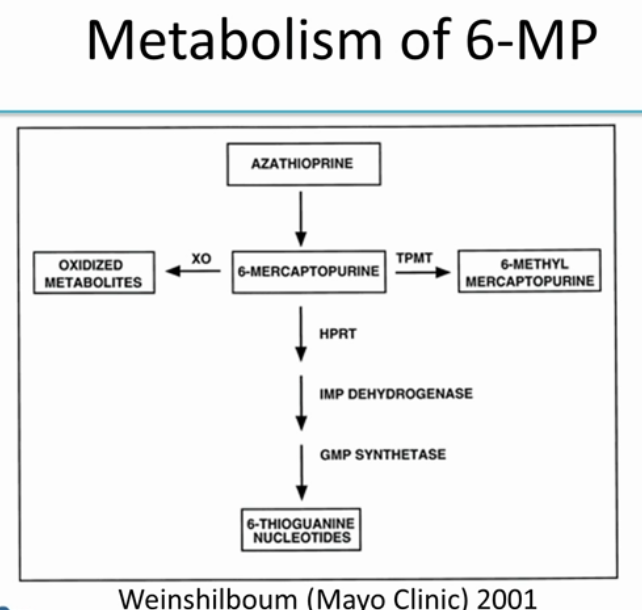 Metabolism of 6-MP
AZATHIOPRINE
OXIDIZED
METABOLITES
XO
6-MERCAPTOPURINE
TPMT
6-METHYL
MERCAPTOPURINE
HPRT
IMP DEHYDROGENASE
GMP SYNTHETASE
6-THIOGUANINE
NUCLEOTIDES
Weinshilboum (Mayo Clinic) 2001